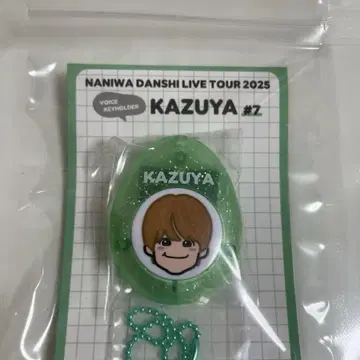 NANIWA DANSHI LIVE TOUR 2025
VOICE
KEYHOLDER
KAZUYA #7
KAZUYA